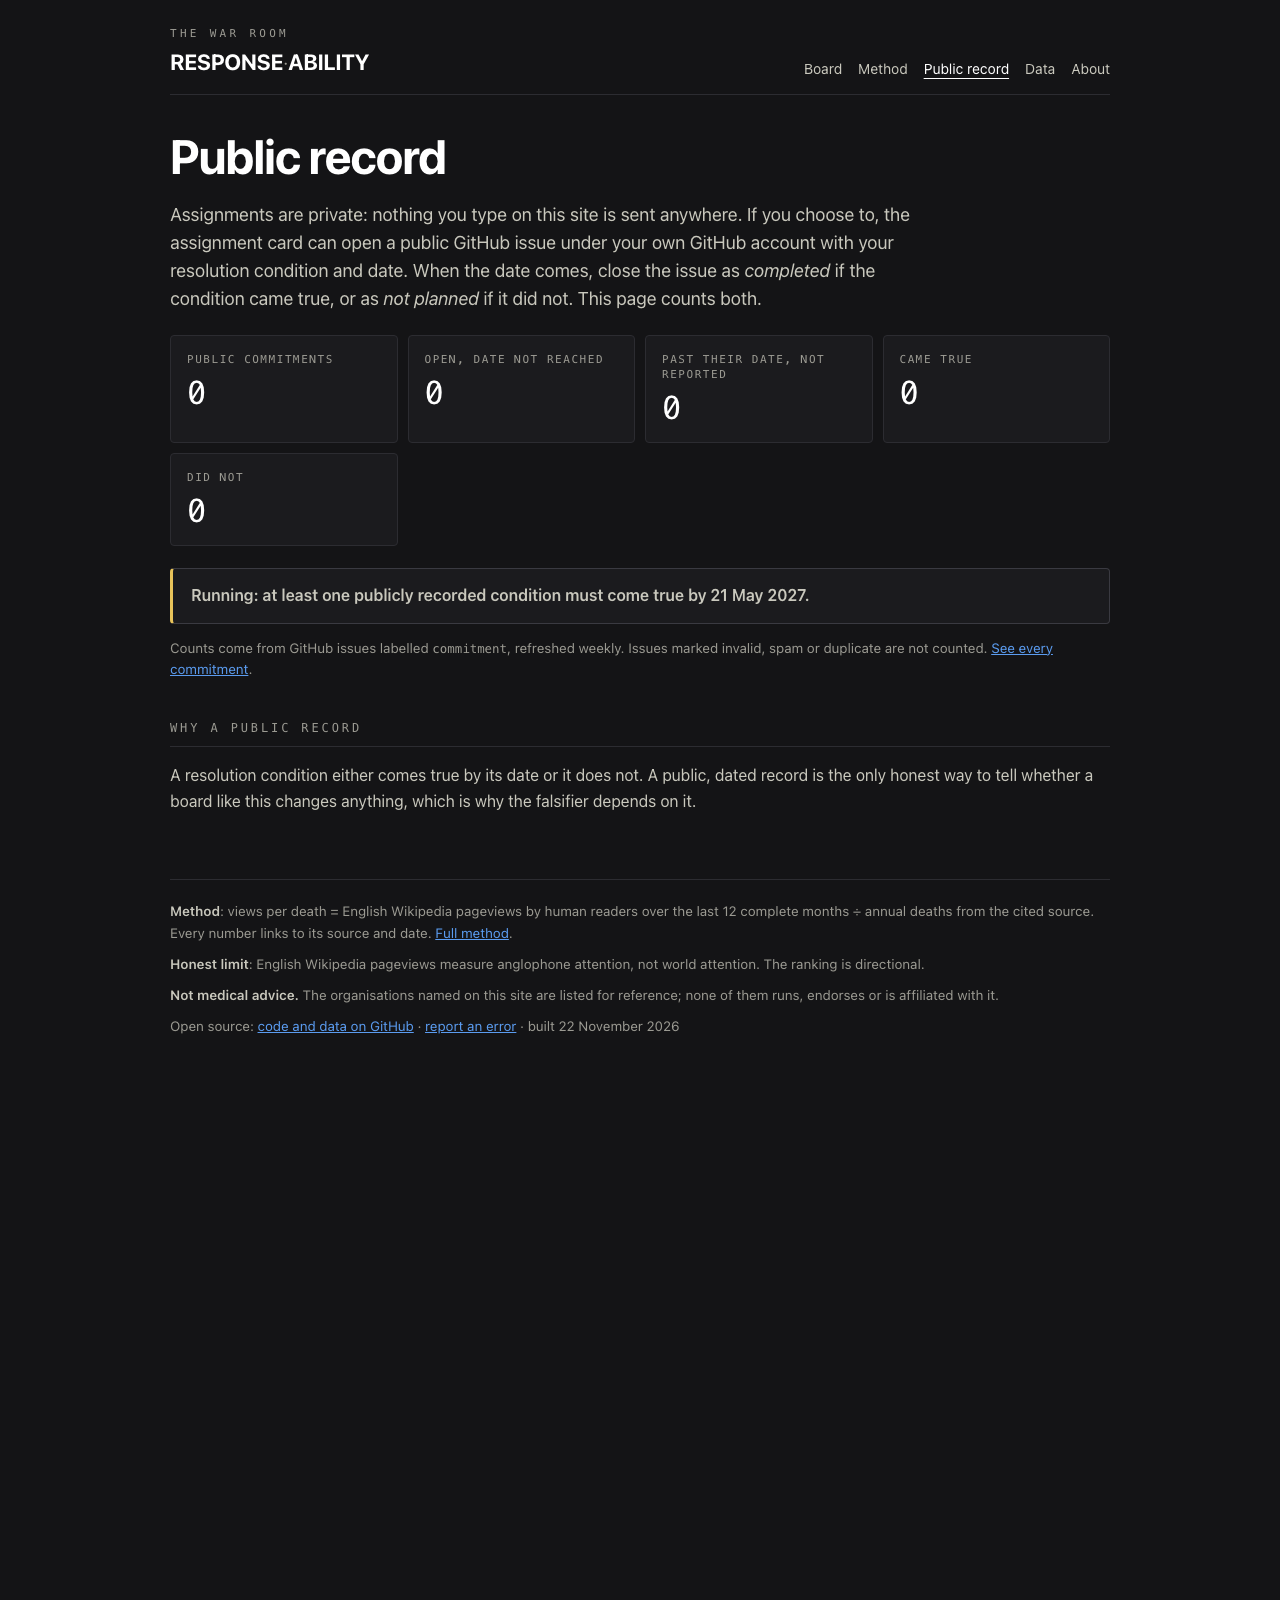 THE WAR ROOM
RESPONSE·ABILITY
Board Method Public record Data About
Public record
Assignments are private: nothing you type on this site is sent anywhere. If you choose to, the
assignment card can open a public GitHub issue under your own GitHub account with your
resolution condition and date. When the date comes, close the issue as completed if the
condition came true, or as not planned if it did not. This page counts both.
PUBLIC COMMITMENTS
0
OPEN, DATE NOT REACHED
0
PAST THEIR DATE, NOT
REPORTED
0
CAME TRUE
0
DID NOT
0
Running: at least one publicly recorded condition must come true by 21 May 2027.
Counts come from GitHub issues labelled commitment, refreshed weekly. Issues marked invalid, spam or duplicate are not counted. See every
commitment.
WHY A PUBLIC RECORD
A resolution condition either comes true by its date or it does not. A public, dated record is the only honest way to tell whether a
board like this changes anything, which is why the falsifier depends on it.
Method: views per death = English Wikipedia pageviews by human readers over the last 12 complete months ÷ annual deaths from the cited source.
Every number links to its source and date. Full method.
Honest limit: English Wikipedia pageviews measure anglophone attention, not world attention. The ranking is directional.
Not medical advice. The organisations named on this site are listed for reference; none of them runs, endorses or is affiliated with it.
Open source: code and data on GitHub · report an error · built 22 November 2026